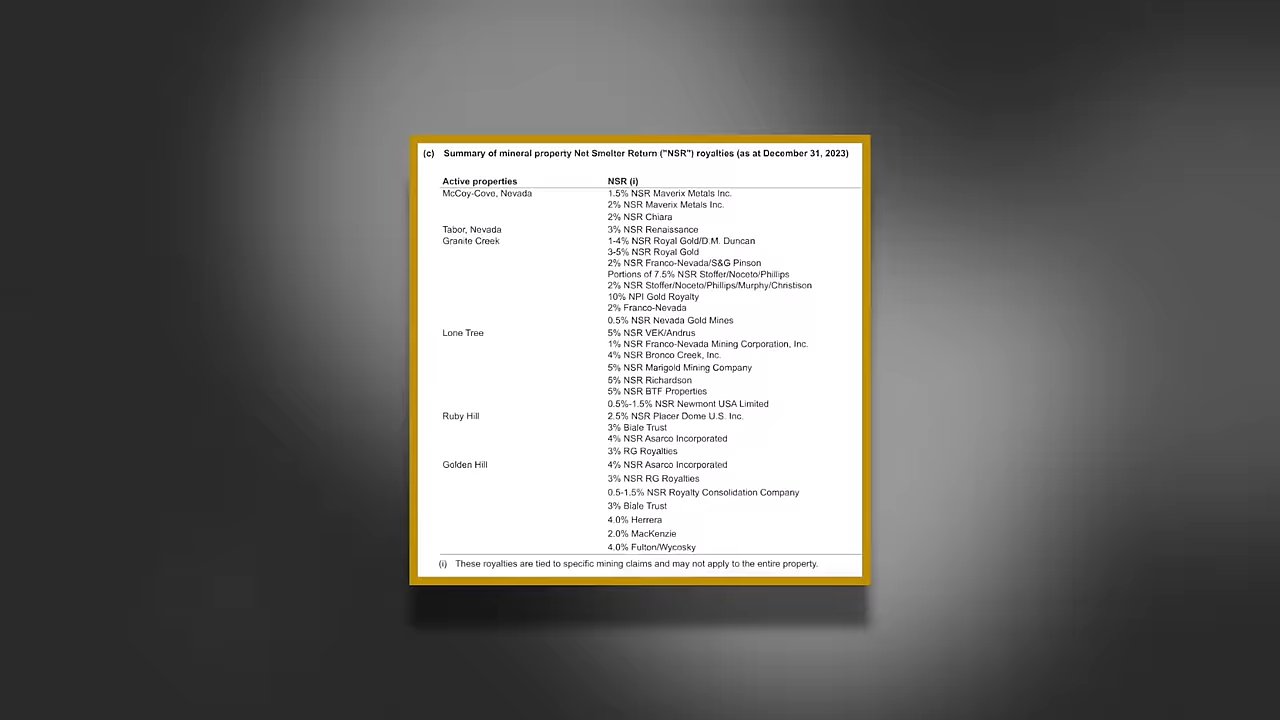 (c) Summary of mineral property Net Smelter Return ("NSR") royalties (as at December 31, 2023)
Active properties NSR (i)
McCoy-Cove, Nevada 1.5% NSR Maverix Metals Inc.
2% NSR Maverix Metals Inc.
2% NSR Chiara
Tabor, Nevada 3% NSR Renaissance
Granite Creek 1-4% NSR Royal Gold/D.M. Duncan
3-5% NSR Royal Gold
2% NSR Franco-Nevada/S&G Pinson
Portions of 7.5% NSR Stoffer/Noceto/Phillips
2% NSR Stoffer/Noceto/Phillips/Murphy/Christison
10% NPI Gold Royalty
2% Franco-Nevada
0.5% NSR Nevada Gold Mines
Lone Tree 5% NSR VEK/Andrus
1% NSR Franco-Nevada Mining Corporation, Inc.
4% NSR Bronco Creek, Inc.
5% NSR Marigold Mining Company
5% NSR Richardson
5% NSR BTF Properties
0.5%-1.5% NSR Newmont USA Limited
Ruby Hill 2.5% NSR Placer Dome U.S. Inc.
3% Biale Trust
4% NSR Asarco Incorporated
3% RG Royalties
Golden Hill 4% NSR Asarco Incorporated
3% NSR RG Royalties
0.5-1.5% NSR Royalty Consolidation Company
3% Biale Trust
4.0% Herrera
2.0% MacKenzie
4.0% Fulton/Wycosky
(i) These royalties are tied to specific mining claims and may not apply to the entire property.